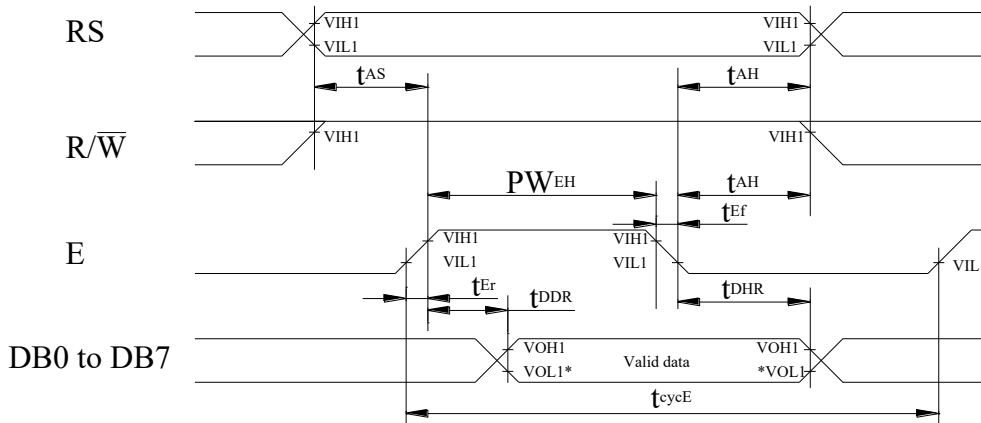 RS
VIH1
VIL1
VIH1
VIL1
tAS
tAH
R/W̅
VIH1
VIH1
PWEH
tAH
tEf
E
VIH1
VIL1
VIH1
VIL1
VIL
tEr
tDDR
tDHR
DB0 to DB7
VOH1
VOL1*
Valid data
VOH1
*VOL1
tcycE